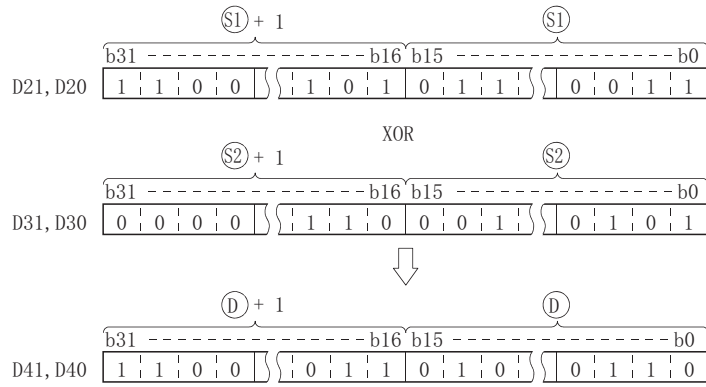 S1 + 1 S1
b31 b16 b15 b0
D21, D20 1 1 0 0 1 0 1 0 1 1 0 0 1 1
XOR
S2 + 1 S2
b31 b16 b15 b0
D31, D30 0 0 0 0 1 1 0 0 0 1 0 1 0 1
D + 1 D
b31 b16 b15 b0
D41, D40 1 1 0 0 0 1 1 0 1 0 0 1 1 0